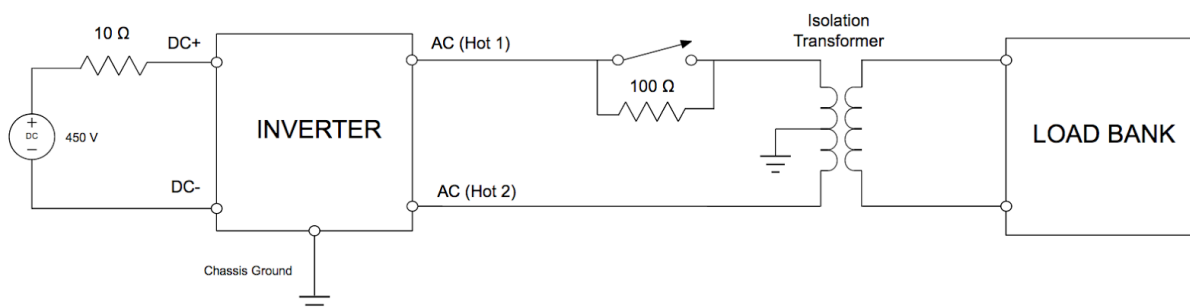 10 Ω
DC+
+
DC
−
450 V
DC-
INVERTER
Chassis Ground
AC (Hot 1)
100 Ω
AC (Hot 2)
Isolation
Transformer
LOAD BANK